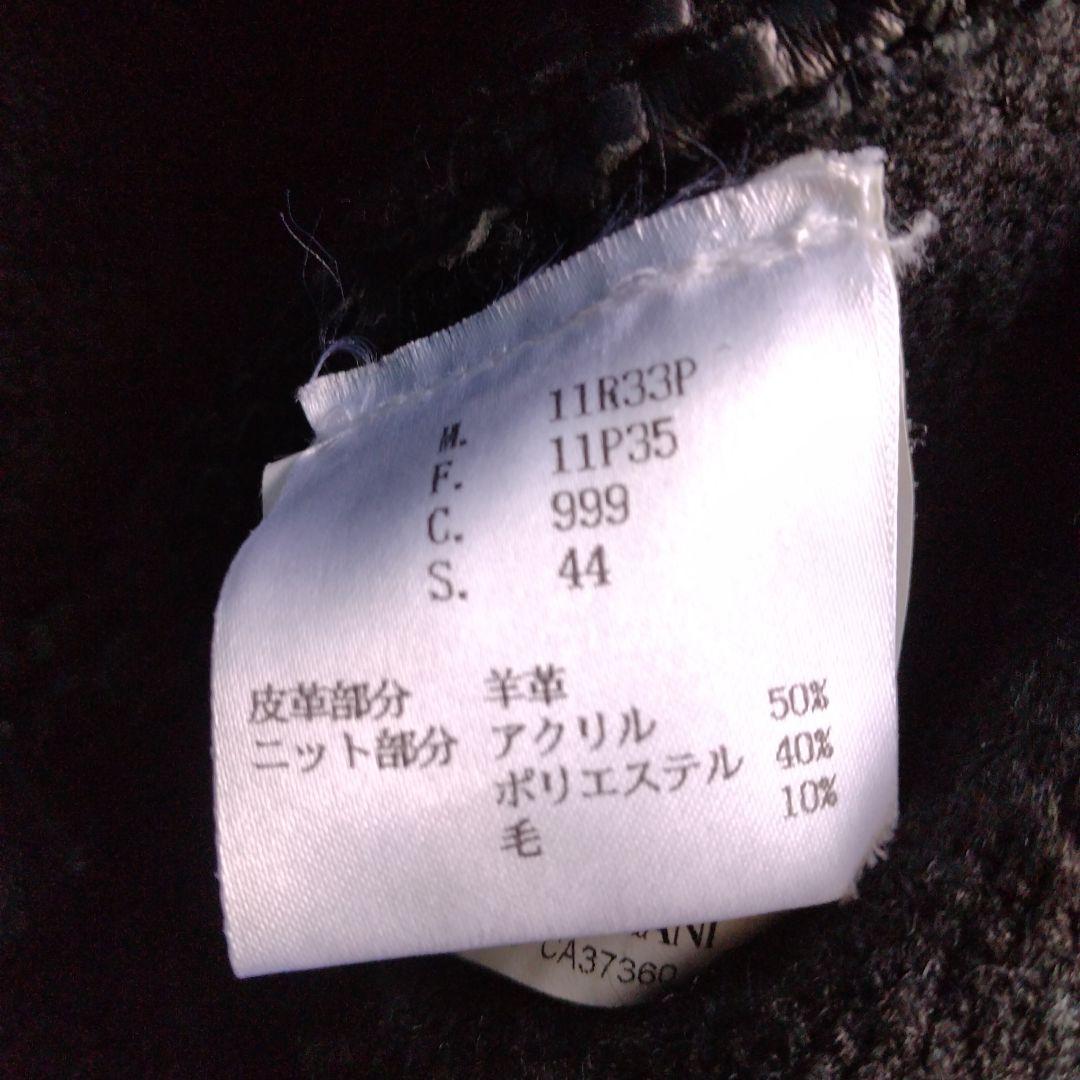 M. 11R33P
F. 11P35
C. 999
S. 44
皮革部分 羊革
ニット部分 アクリル 50%
ポリエステル 40%
毛 10%
CA37360